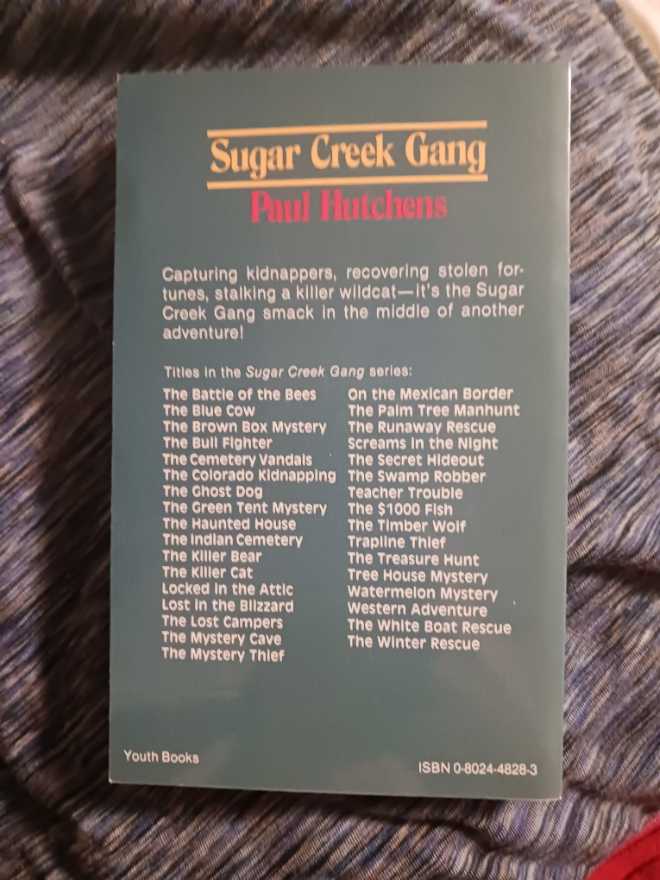 Sugar Creek Gang
Paul Hutchens
Capturing kidnappers, recovering stolen for-
tunes, stalking a killer wildcat—it's the Sugar
Creek Gang smack in the middle of another
adventure!
Titles in the Sugar Creek Gang series:
The Battle of the Bees
The Blue Cow
The Brown Box Mystery
The Bull Fighter
The Cemetery Vandals
The Colorado Kidnapping
The Ghost Dog
The Green Tent Mystery
The Haunted House
The Indian Cemetery
The Killer Bear
The Killer Cat
Locked in the Attic
Lost in the Blizzard
The Lost Campers
The Mystery Cave
The Mystery Thief
On the Mexican Border
The Palm Tree Manhunt
The Runaway Rescue
Screams in the Night
The Secret Hideout
The Swamp Robber
Teacher Trouble
The $1000 Fish
The Timber Wolf
Trapline Thief
The Treasure Hunt
Tree House Mystery
Watermelon Mystery
Western Adventure
The White Boat Rescue
The Winter Rescue
Youth Books
ISBN 0-8024-4828-3